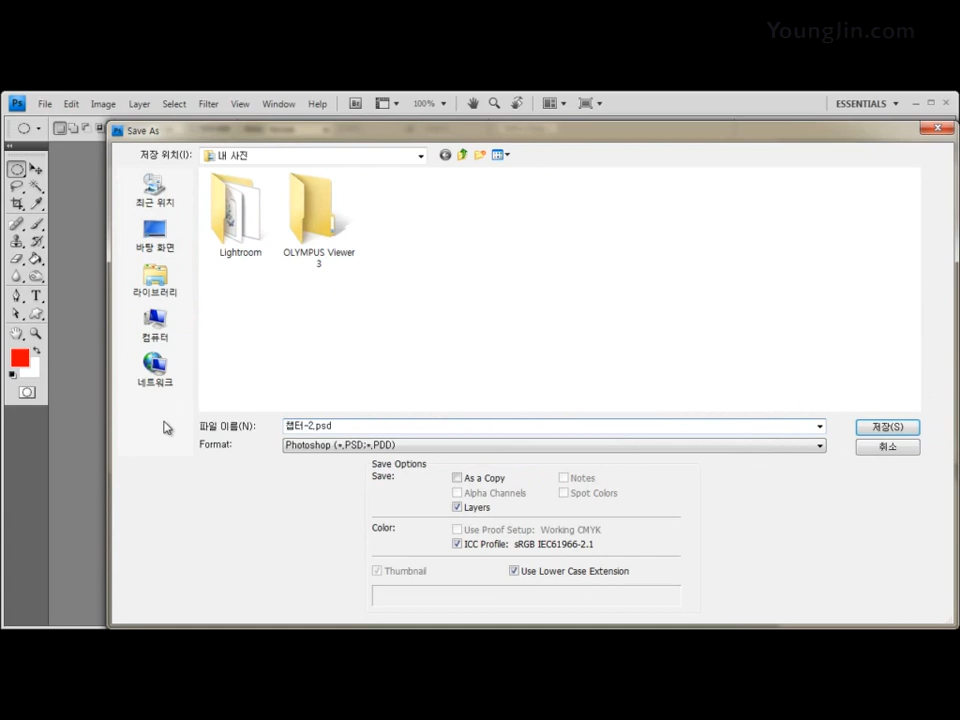 YoungJin.com
Ps File Edit Image Layer Select Filter View Window Help Br 100% ESSENTIALS
Ps Save As
저장 위치(I): 내 사진
최근 위치
바탕 화면
라이브러리
컴퓨터
네트워크
Lightroom
OLYMPUS Viewer
3
파일 이름(N): 챕터-2.psd 저장(S)
Format: Photoshop (*.PSD;*.PDD) 취소
Save Options
Save: As a Copy Notes
Alpha Channels Spot Colors
Layers
Color: Use Proof Setup: Working CMYK
ICC Profile: sRGB IEC61966-2.1
Thumbnail Use Lower Case Extension